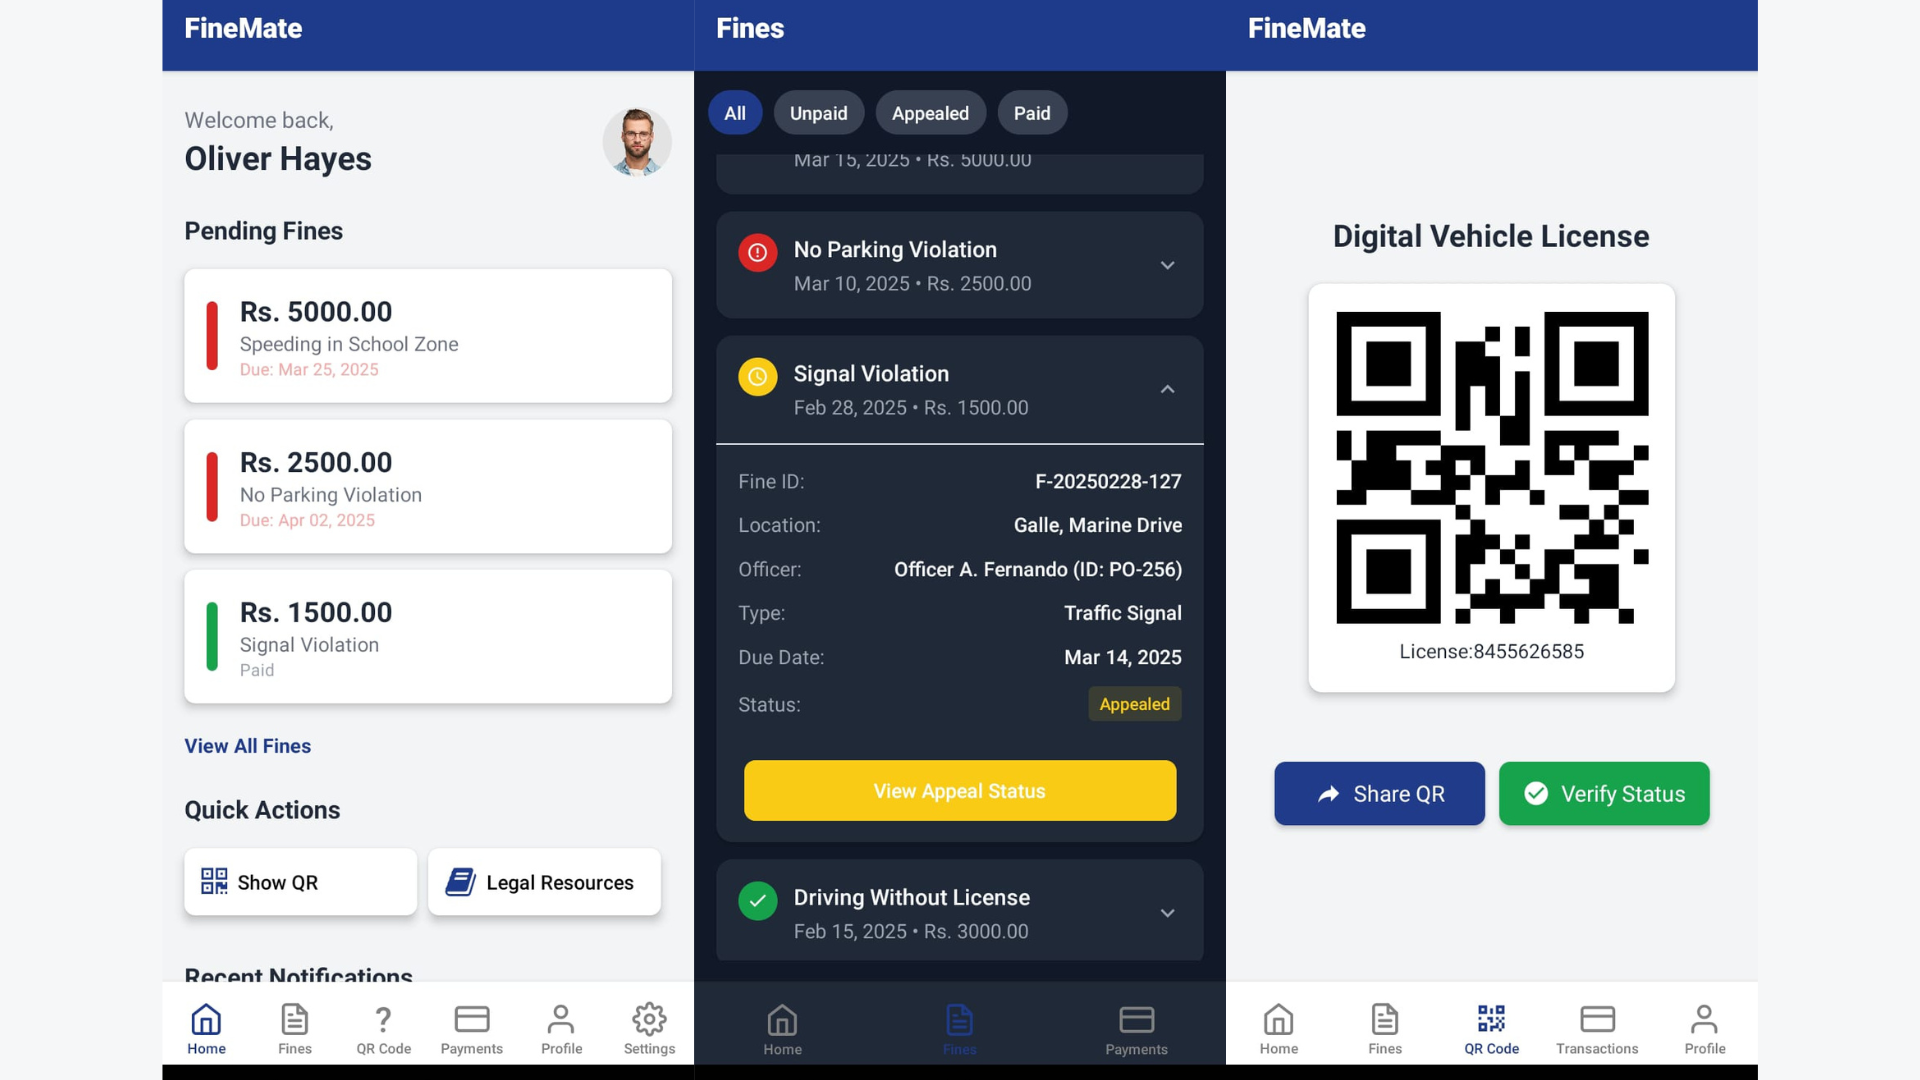 FineMate
Welcome back,
Oliver Hayes
Pending Fines
Rs. 5000.00
Speeding in School Zone
Due: Mar 25, 2025
Rs. 2500.00
No Parking Violation
Due: Apr 02, 2025
Rs. 1500.00
Signal Violation
Paid
View All Fines
Quick Actions
Show QR
Legal Resources
Recent Notifications
Home
Fines
QR Code
Payments
Profile
Settings
Fines
All
Unpaid
Appealed
Paid
Mar 15, 2025 • Rs. 5000.00
No Parking Violation
Mar 10, 2025 • Rs. 2500.00
Signal Violation
Feb 28, 2025 • Rs. 1500.00
Fine ID: F-20250228-127
Location: Galle, Marine Drive
Officer: Officer A. Fernando (ID: PO-256)
Type: Traffic Signal
Due Date: Mar 14, 2025
Status: Appealed
View Appeal Status
Driving Without License
Feb 15, 2025 • Rs. 3000.00
Home
Fines
Payments
FineMate
Digital Vehicle License
License:8455626585
Share QR
Verify Status
Home
Fines
QR Code
Transactions
Profile